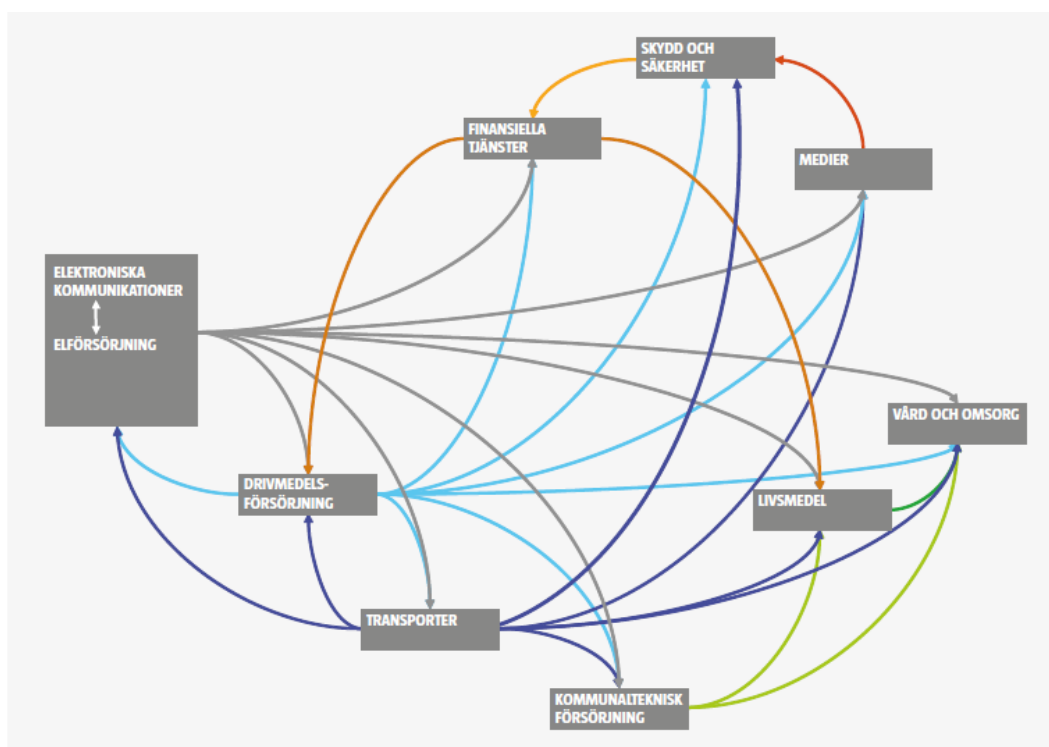 SKYDD OCH
SÄKERHET
FINANSIELLA
TJÄNSTER
MEDIER
ELEKTRONISKA
KOMMUNIKATIONER
ELFÖRSÖRJNING
VÅRD OCH OMSORG
DRIVMEDELS-
FÖRSÖRJNING
LIVSMEDEL
TRANSPORTER
KOMMUNALTEKNISK
FÖRSÖRJNING